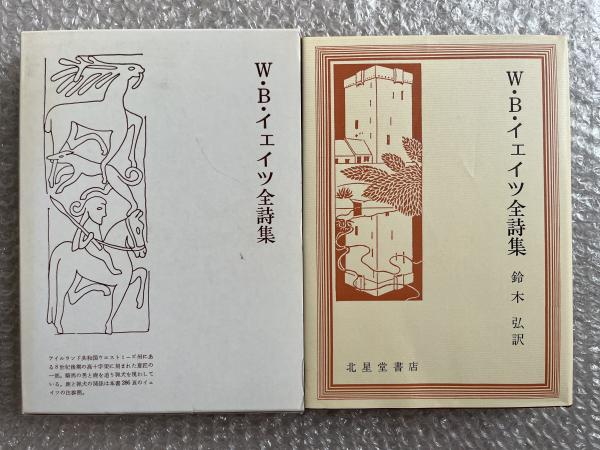 W・B・イェイツ全詩集
アイルランド共和国ウエストミーズ州にあ
る8世紀後期の高十字架に刻まれた意匠の
一部。騎馬の男と鹿を追う猟犬を現わして
いる。鹿と猟犬の関係は本書286頁のイェ
イツの注参照。
W・B・イェイツ全詩集
鈴木 弘訳
北星堂書店